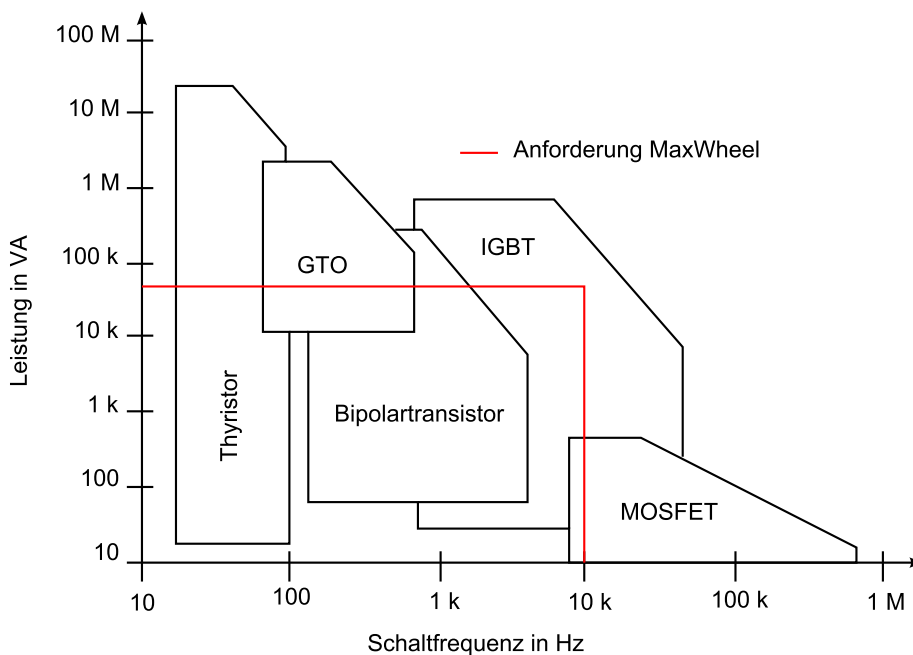 100 M
10 M
1 M
100 k
10 k
1 k
100
10
Leistung in VA
Anforderung MaxWheel
IGBT
GTO
Thyristor
Bipolartransistor
MOSFET
10
100
1 k
10 k
100 k
1 M
Schaltfrequenz in Hz